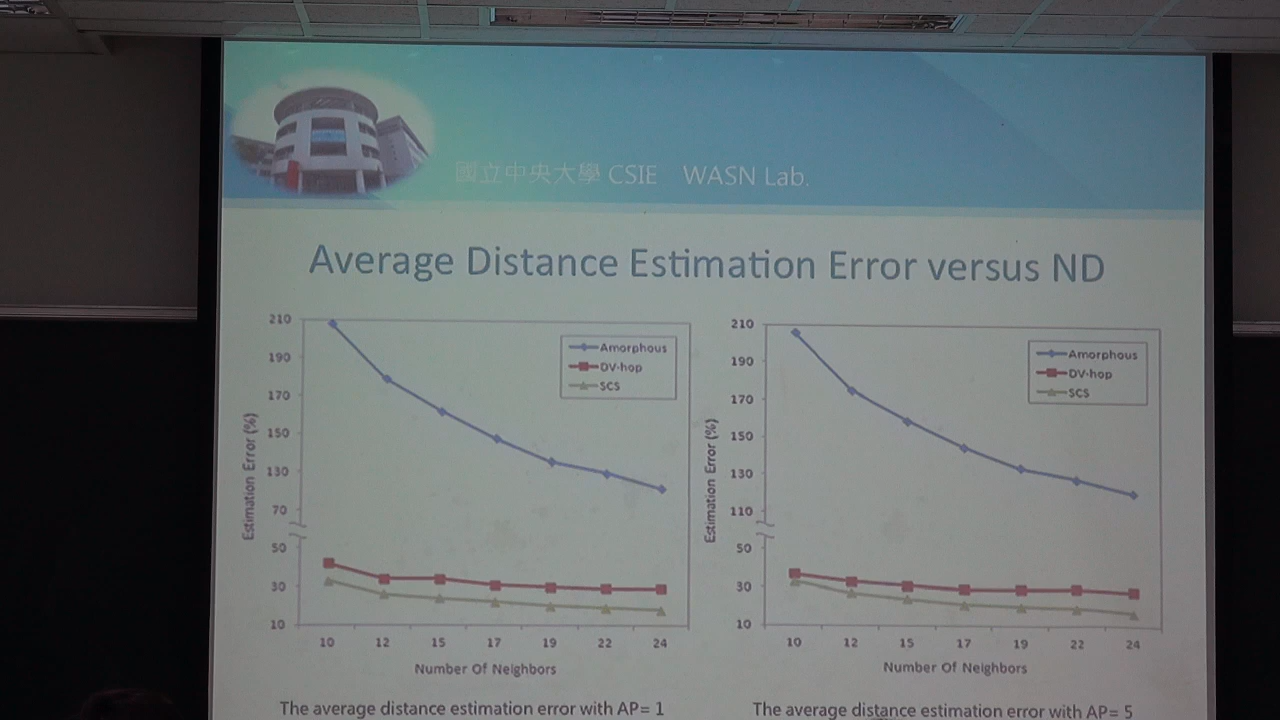 國立中央大學 CSIE WASN Lab.
Average Distance Estimation Error versus ND
210
190
170
150
130
70
50
30
10
Estimation Error (%)
Amorphous
DV-hop
SCS
10 12 15 17 19 22 24
Number Of Neighbors
The average distance estimation error with AP= 1
210
190
170
150
130
110
50
30
10
Estimation Error (%)
Amorphous
DV-hop
SCS
10 12 15 17 19 22 24
Number Of Neighbors
The average distance estimation error with AP= 5